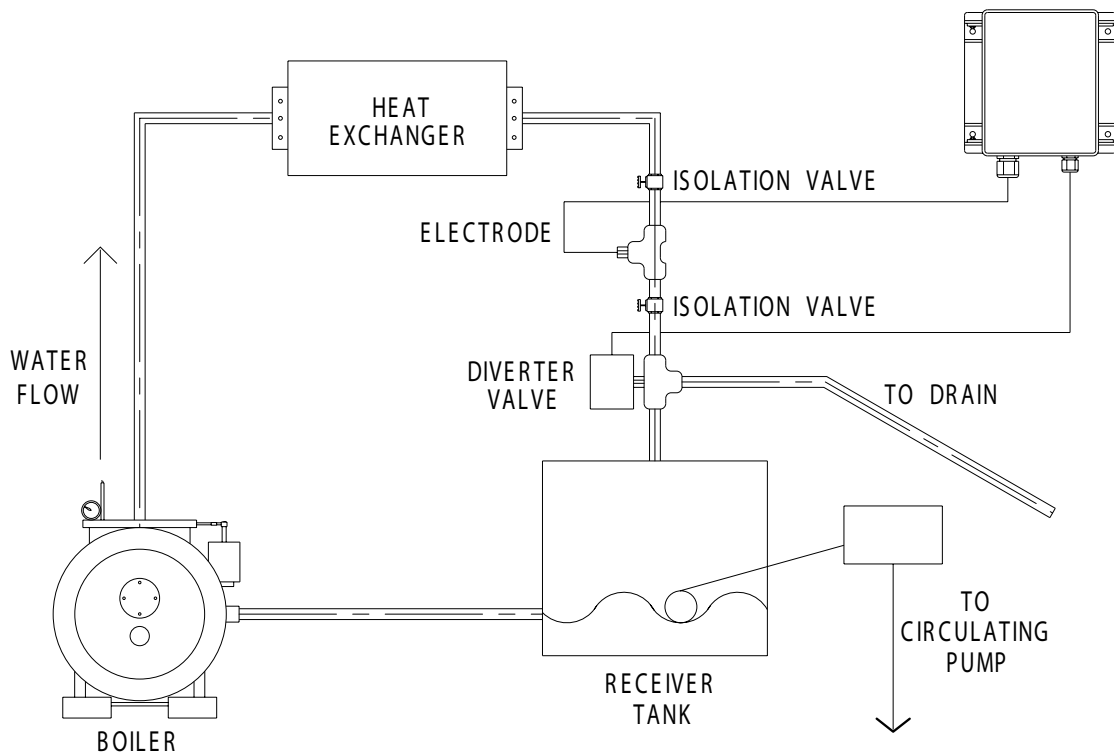 HEAT
EXCHANGER
ISOLATION VALVE
ELECTRODE
ISOLATION VALVE
WATER
FLOW
DIVERTER
VALVE
TO DRAIN
TO
CIRCULATING
PUMP
RECEIVER
TANK
BOILER